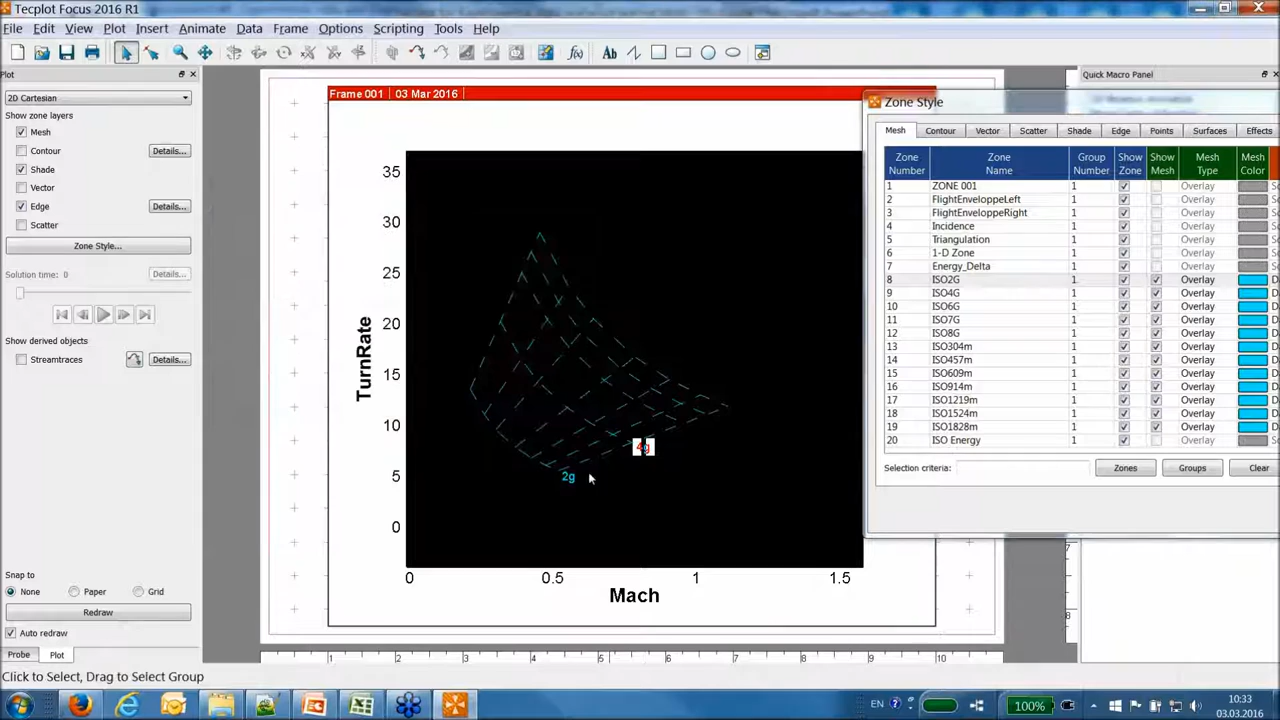 Tecplot Focus 2016 R1
File Edit View Plot Insert Animate Data Frame Options Scripting Tools Help
Plot
2D Cartesian
Show zone layers
Mesh
Contour Details...
Shade
Vector
Edge Details...
Scatter
Zone Style...
Solution time: 0 Details...
Show derived objects
Streamtraces Details...
Snap to
None Paper Grid
Redraw
Auto redraw
Probe Plot
Click to Select, Drag to Select Group
Frame 001 03 Mar 2016
35
30
25
20
15
10
5
0
TurnRate
4g
2g
0 0.5 1 1.5
Mach
1 2 3 4 5 6 7 8 9 10
Quick Macro Panel
Zone Style
Mesh Contour Vector Scatter Shade Edge Points Surfaces Effects
Zone Number Zone Name Group Number Show Zone Show Mesh Mesh Type Mesh Color
1 ZONE 001 1 Overlay
2 FlightEnveloppeLeft 1 Overlay
3 FlightEnveloppeRight 1 Overlay
4 Incidence 1 Overlay
5 Triangulation 1 Overlay
6 1-D Zone 1 Overlay
7 Energy_Delta 1 Overlay
8 ISO2G 1 Overlay
9 ISO4G 1 Overlay
10 ISO6G 1 Overlay
11 ISO7G 1 Overlay
12 ISO8G 1 Overlay
13 ISO304m 1 Overlay
14 ISO457m 1 Overlay
15 ISO609m 1 Overlay
16 ISO914m 1 Overlay
17 ISO1219m 1 Overlay
18 ISO1524m 1 Overlay
19 ISO1828m 1 Overlay
20 ISO Energy 1 Overlay
Selection criteria: Zones Groups Clear
7
8
EN 100% 10:33
03.03.2016